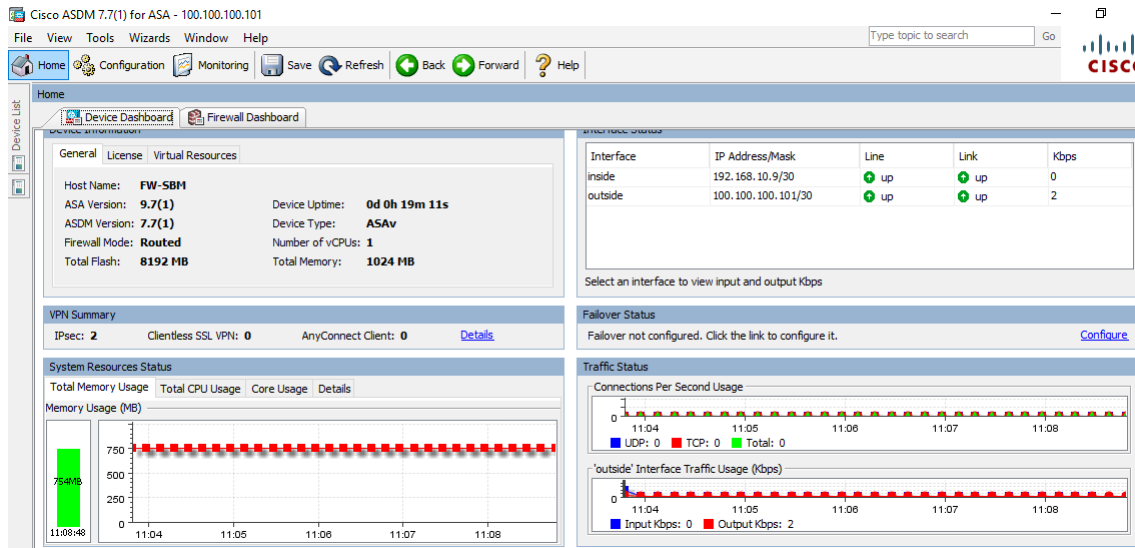 Cisco ASDM 7.7(1) for ASA - 100.100.100.101
File View Tools Wizards Window Help
Type topic to search Go
Home Configuration Monitoring Save Refresh Back Forward Help
CISCO
Device List
Home
Device Dashboard Firewall Dashboard
Device Information
General License Virtual Resources
Host Name: FW-SBM
ASA Version: 9.7(1) Device Uptime: 0d 0h 19m 11s
ASDM Version: 7.7(1) Device Type: ASAv
Firewall Mode: Routed Number of vCPUs: 1
Total Flash: 8192 MB Total Memory: 1024 MB
Interface Status
Interface IP Address/Mask Line Link Kbps
inside 192.168.10.9/30 up up 0
outside 100.100.100.101/30 up up 2
Select an interface to view input and output Kbps
VPN Summary
IPsec: 2 Clientless SSL VPN: 0 AnyConnect Client: 0 Details
Failover Status
Failover not configured. Click the link to configure it. Configure
System Resources Status
Total Memory Usage Total CPU Usage Core Usage Details
Memory Usage (MB)
754MB
11:08:48
750
500
250
0
11:04 11:05 11:06 11:07 11:08
Traffic Status
Connections Per Second Usage
0
11:04 11:05 11:06 11:07 11:08
UDP: 0 TCP: 0 Total: 0
'outside' Interface Traffic Usage (Kbps)
0
11:04 11:05 11:06 11:07 11:08
Input Kbps: 0 Output Kbps: 2